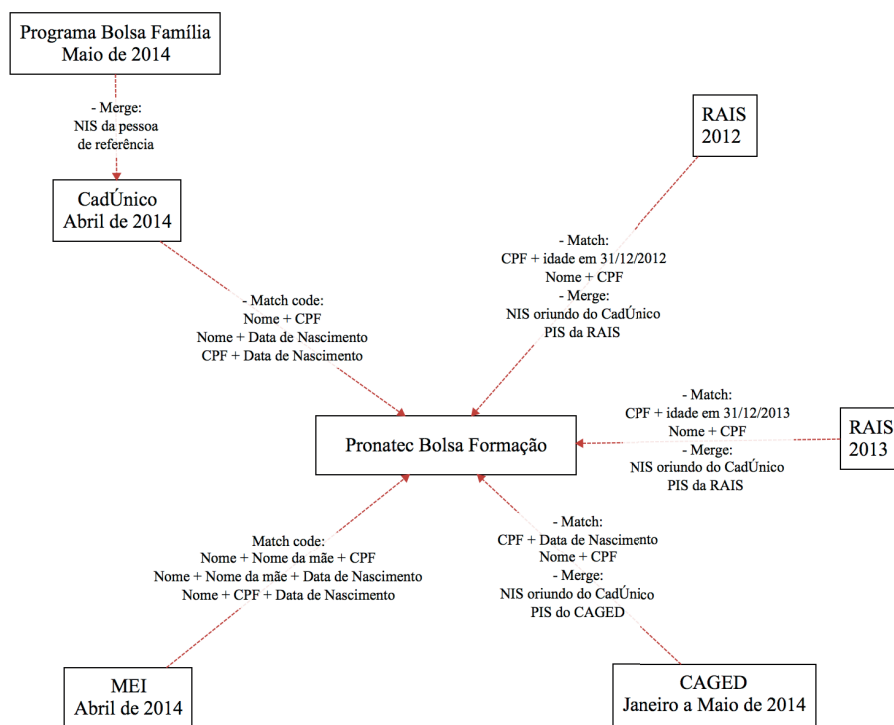 Programa Bolsa Família
Maio de 2014
- Merge:
NIS da pessoa
de referência
CadÚnico
Abril de 2014
- Match code:
Nome + CPF
Nome + Data de Nascimento
CPF + Data de Nascimento
RAIS
2012
- Match:
CPF + idade em 31/12/2012
Nome + CPF
- Merge:
NIS oriundo do CadÚnico
PIS da RAIS
Pronatec Bolsa Formação
- Match:
CPF + idade em 31/12/2013
Nome + CPF
- Merge:
NIS oriundo do CadÚnico
PIS da RAIS
RAIS
2013
Match code:
Nome + Nome da mãe + CPF
Nome + Nome da mãe + Data de Nascimento
Nome + CPF + Data de Nascimento
MEI
Abril de 2014
- Match:
CPF + Data de Nascimento
Nome + CPF
- Merge:
NIS oriundo do CadÚnico
PIS do CAGED
CAGED
Janeiro a Maio de 2014